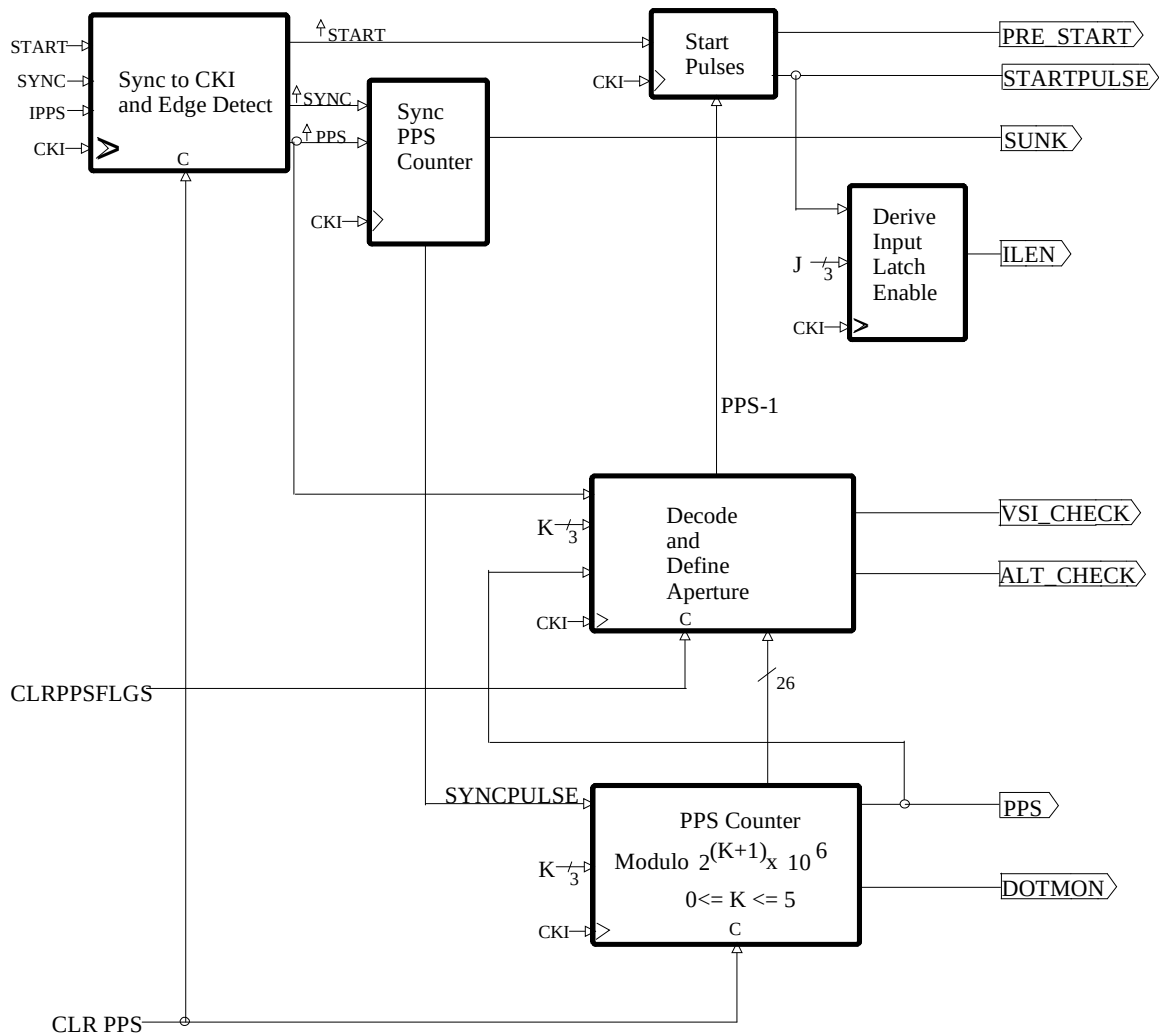 START
SYNC
IPPS
CKI
Sync to CKI
and Edge Detect
C
START
SYNC
PPS
Sync
PPS
Counter
CKI
Start
Pulses
CKI
PRE_START
STARTPULSE
SUNK
Derive
Input
Latch
Enable
J
3
CKI
ILEN
PPS-1
Decode
and
Define
Aperture
K
3
CKI
C
VSI_CHECK
ALT_CHECK
CLRPPSFLGS
26
SYNCPULSE
PPS Counter
Modulo 2(K+1)x 10 6
0<= K <= 5
K
3
CKI
C
PPS
DOTMON
CLR PPS